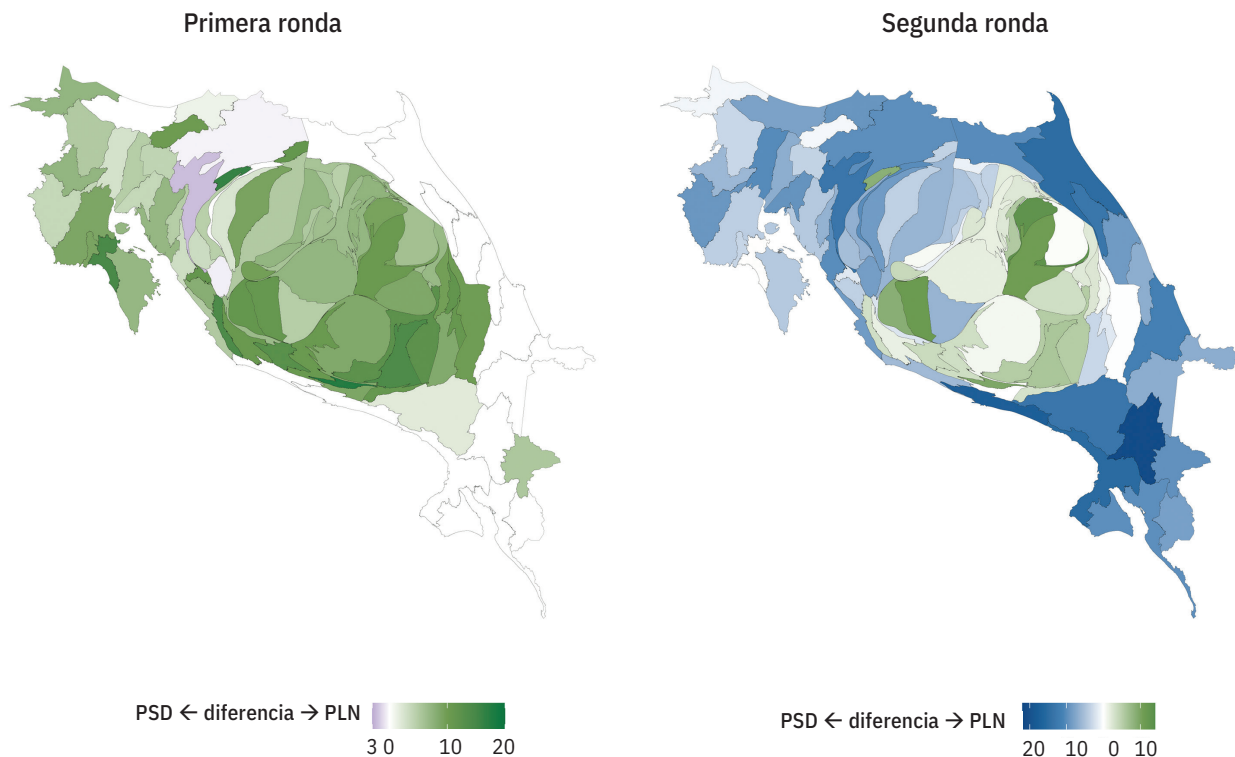 Primera ronda
Segunda ronda
PSD ← diferencia → PLN
3 0 10 20
PSD ← diferencia → PLN
20 10 0 10